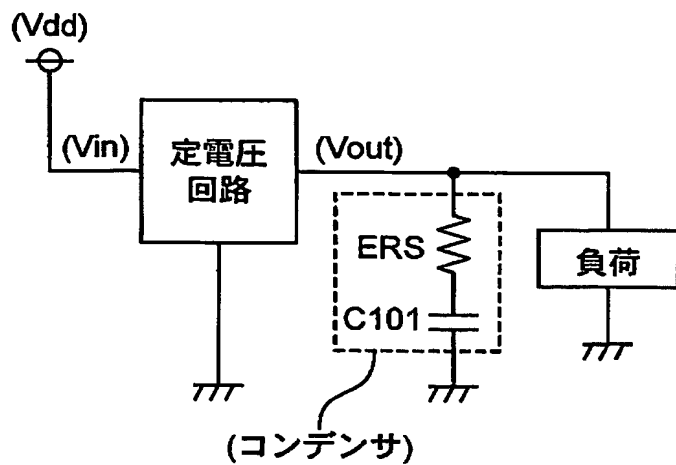 (Vdd)
(Vin)
定電圧
回路
(Vout)
ERS
C101
負荷
(コンデンサ)